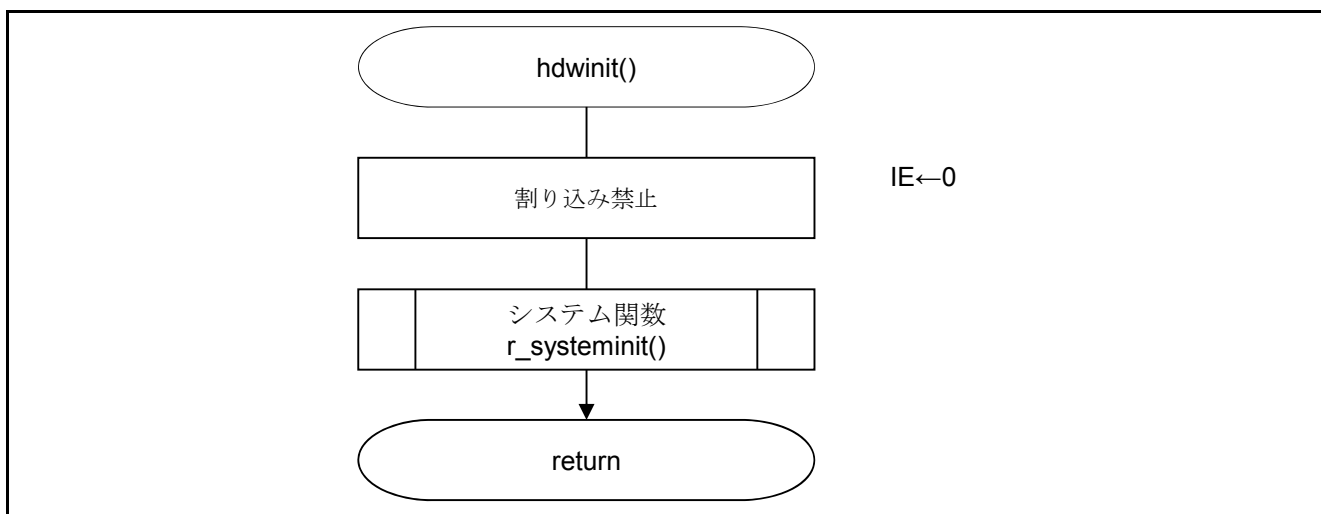 hdwinit()
割り込み禁止
IE←0
システム関数
r_systeminit()
return